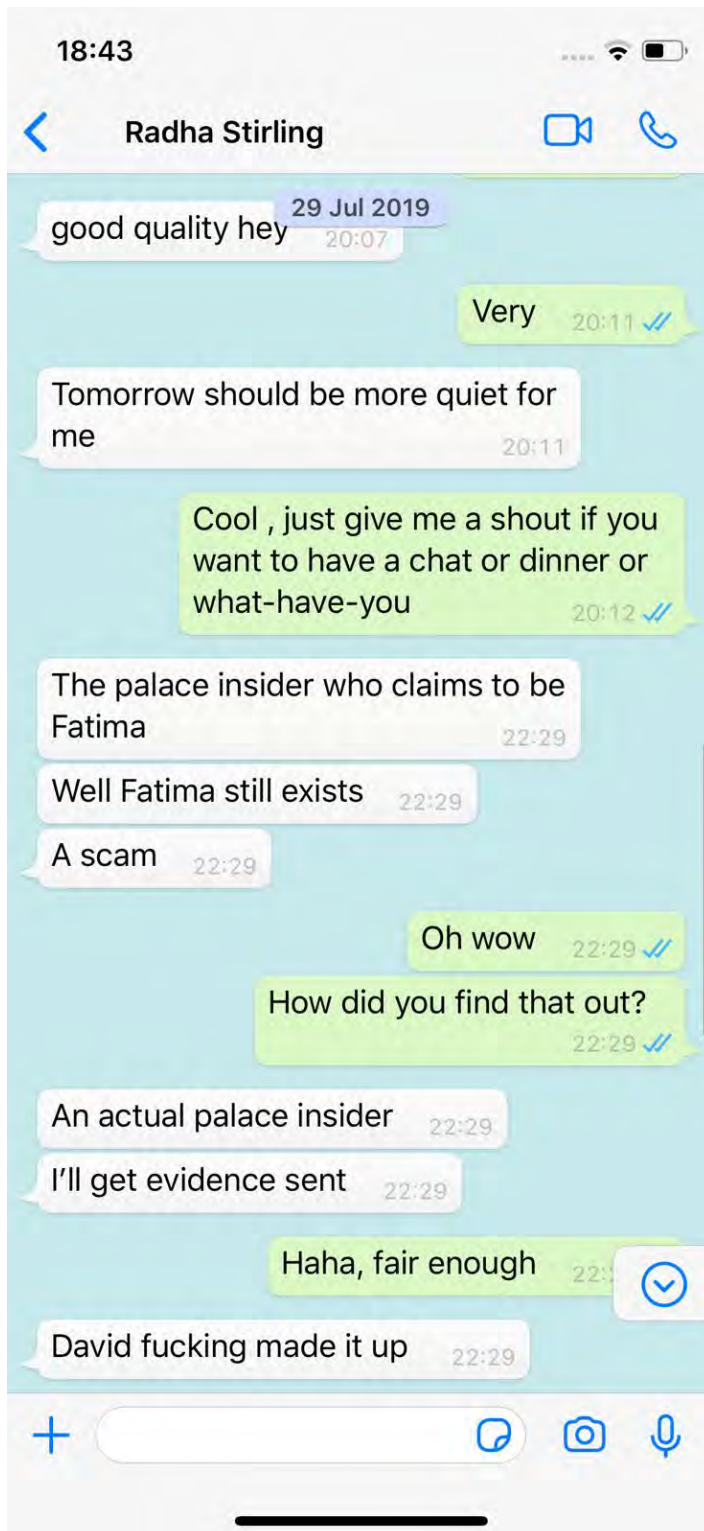 18:43
Radha Stirling
29 Jul 2019
good quality hey 20:07
Very 20:11
Tomorrow should be more quiet for
me 20:11
Cool , just give me a shout if you
want to have a chat or dinner or
what-have-you 20:12
The palace insider who claims to be
Fatima 22:29
Well Fatima still exists 22:29
A scam 22:29
Oh wow 22:29
How did you find that out?
22:29
An actual palace insider 22:29
I'll get evidence sent 22:29
Haha, fair enough
David fucking made it up 22:29